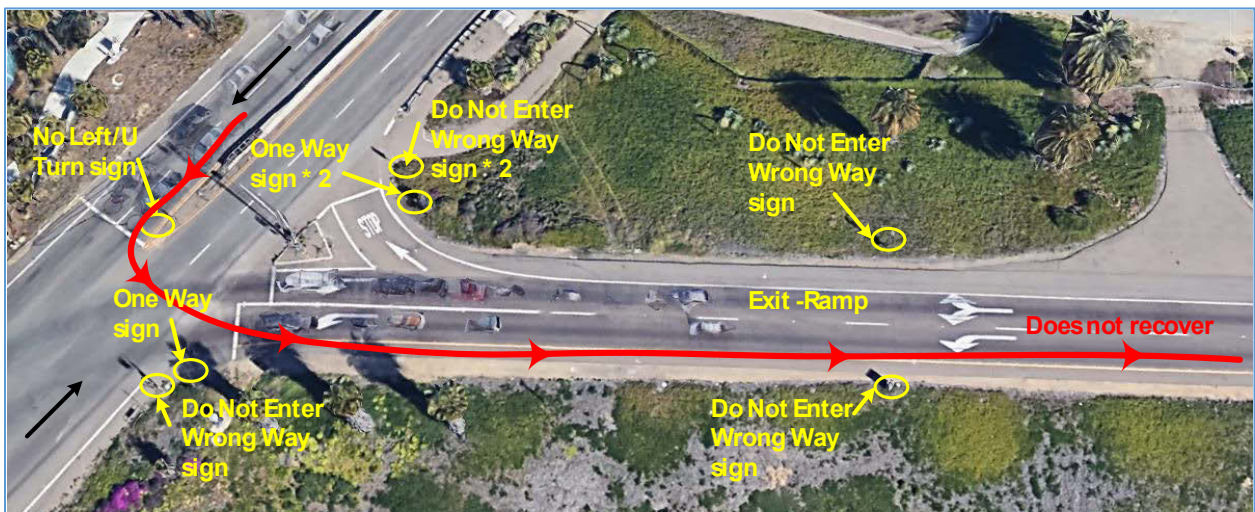 Do Not Enter
Wrong Way
sign * 2
No Left/U
Turn sign
One Way
sign * 2
Do Not Enter
Wrong Way
sign
STOP
One Way
sign
Exit -Ramp
Does not recover
Do Not Enter
Wrong Way
sign
Do Not Enter
Wrong Way
sign